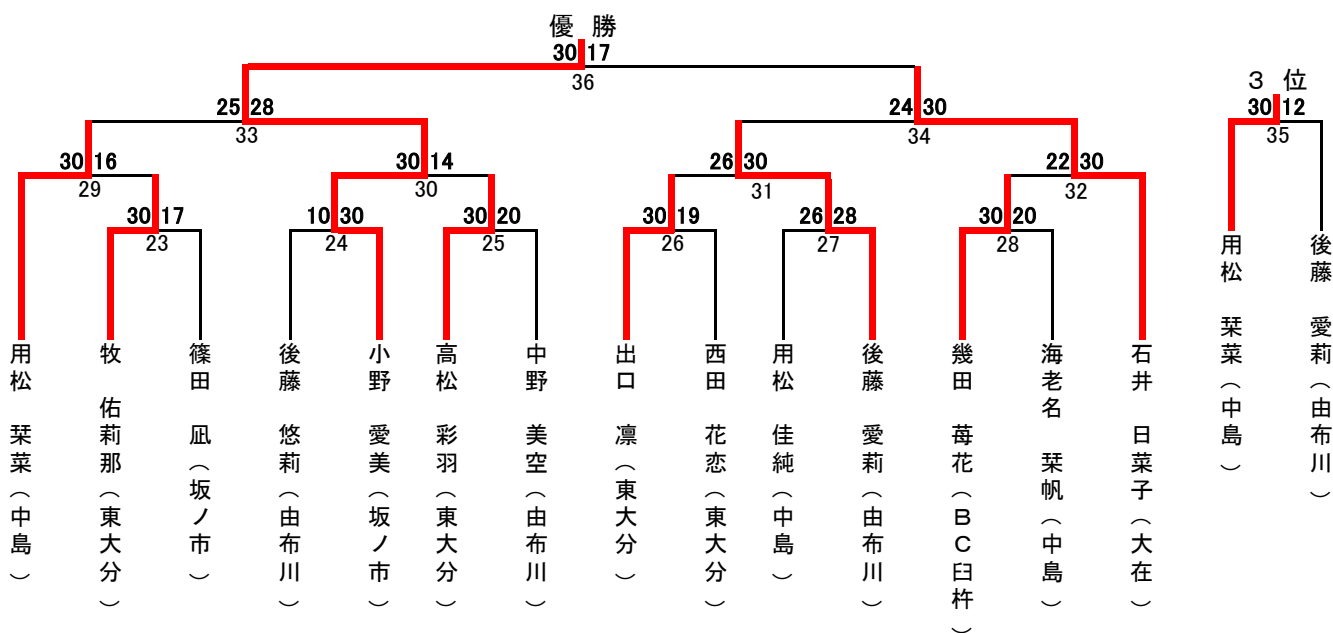 優 勝
30 17
36
3 位
25 28
33
24 30
34
30 12
35
30 16
29
30 14
30
26 30
31
22 30
32
30 17
23
10 30
24
30 20
25
30 19
26
26 28
27
30 20
28
用松 栞菜(中島)
牧 佑莉那(東大分)
篠田 凪(坂ノ市)
後藤 悠莉(由布川)
小野 愛美(坂ノ市)
高松 彩羽(東大分)
中野 美空(由布川)
出口 凛(東大分)
西田 花恋(東大分)
用松 佳純(中島)
後藤 愛莉(由布川)
幾田 苺花(BC臼杵)
海老名 栞帆(中島)
石井 日菜子(大在)
用松 栞菜(中島)
後藤 愛莉(由布川)